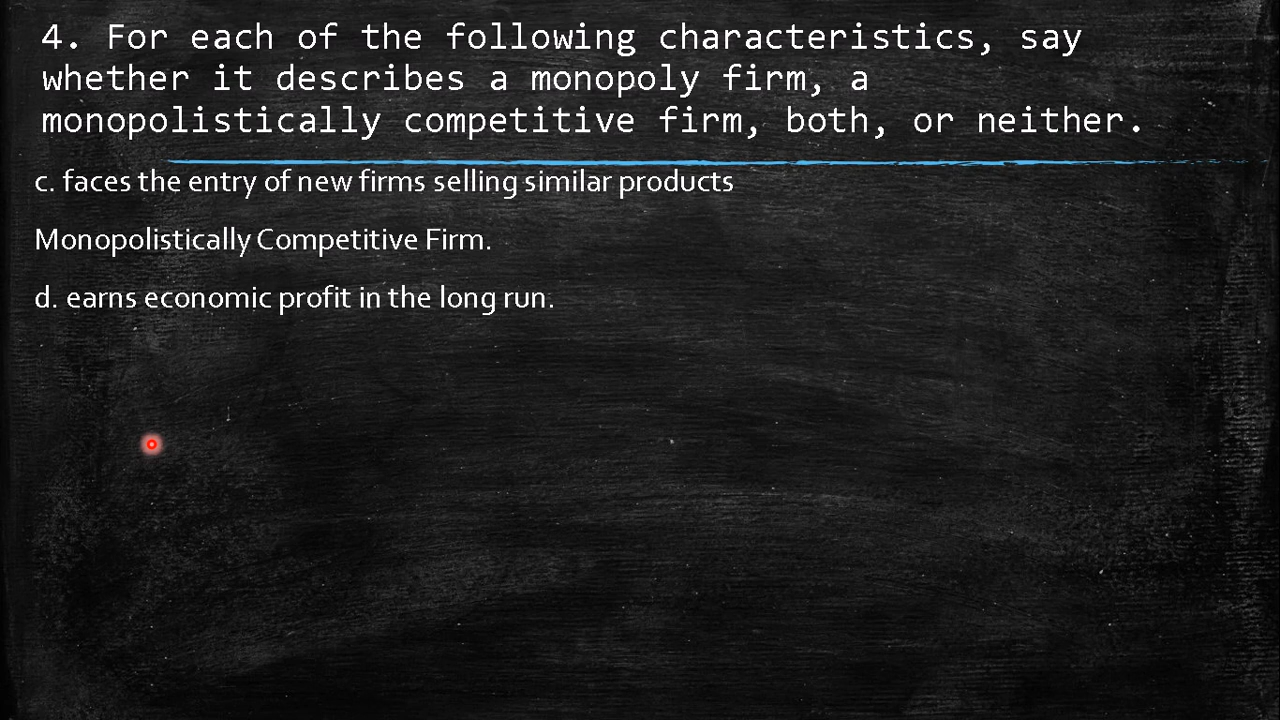 4. For each of the following characteristics, say
whether it describes a monopoly firm, a
monopolistically competitive firm, both, or neither.
c. faces the entry of new firms selling similar products
Monopolistically Competitive Firm.
d. earns economic profit in the long run.